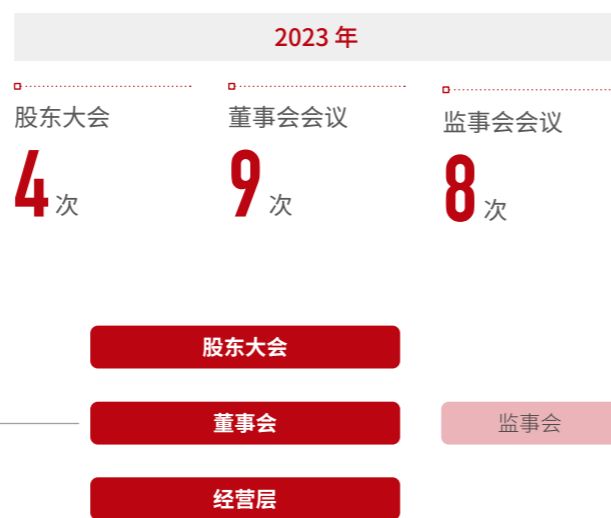 2023 年
股东大会
4 次
董事会会议
9 次
监事会会议
8 次
股东大会
董事会
监事会
经营层